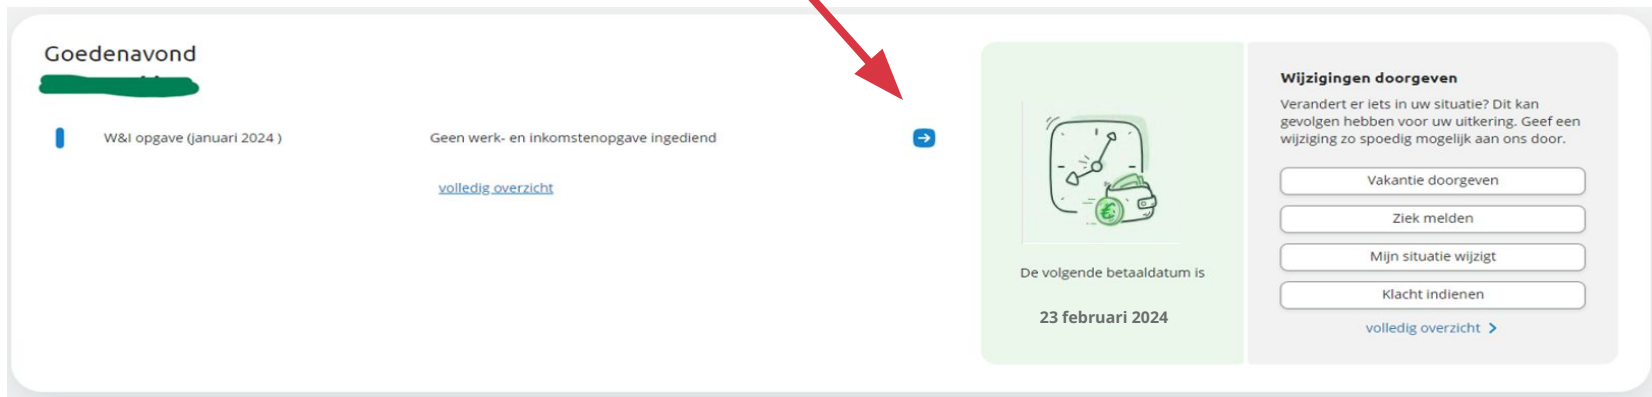 Goedenavond
W&I opgave (januari 2024 )
Geen werk- en inkomstenopgave ingediend
volledig overzicht
De volgende betaaldatum is
23 februari 2024
Wijzigingen doorgeven
Verandert er iets in uw situatie? Dit kan
gevolgen hebben voor uw uitkering. Geef een
wijziging zo spoedig mogelijk aan ons door.
Vakantie doorgeven
Ziek melden
Mijn situatie wijzigt
Klacht indienen
volledig overzicht